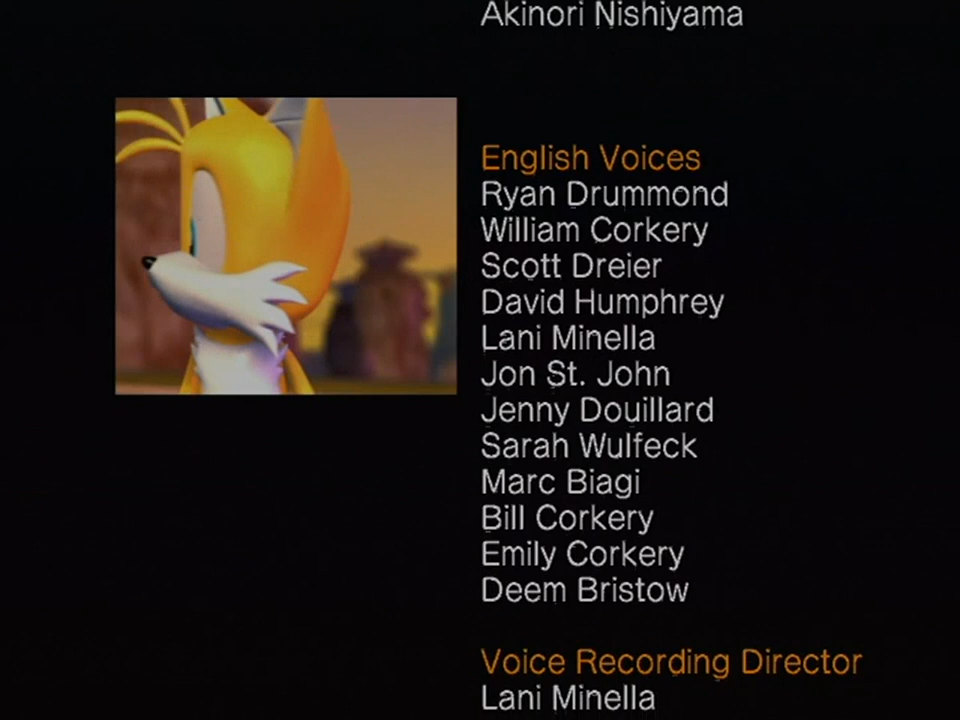 Akinori Nishiyama
English Voices
Ryan Drummond
William Corkery
Scott Dreier
David Humphrey
Lani Minella
Jon St. John
Jenny Douillard
Sarah Wulfeck
Marc Biagi
Bill Corkery
Emily Corkery
Deem Bristow
Voice Recording Director
Lani Minella